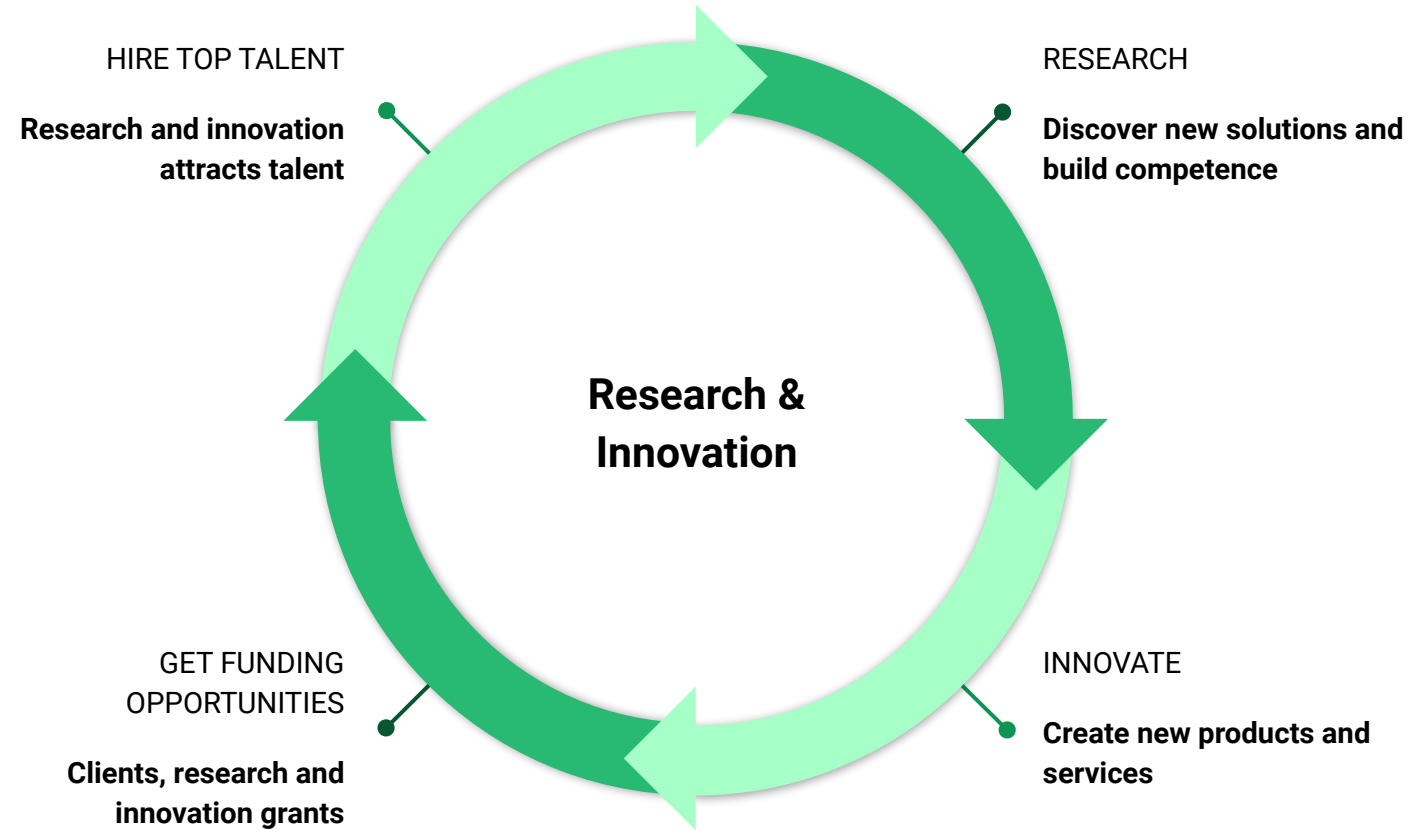 HIRE TOP TALENT
Research and innovation
attracts talent
RESEARCH
Discover new solutions and
build competence
Research &
Innovation
GET FUNDING
OPPORTUNITIES
Clients, research and
innovation grants
INNOVATE
Create new products and
services